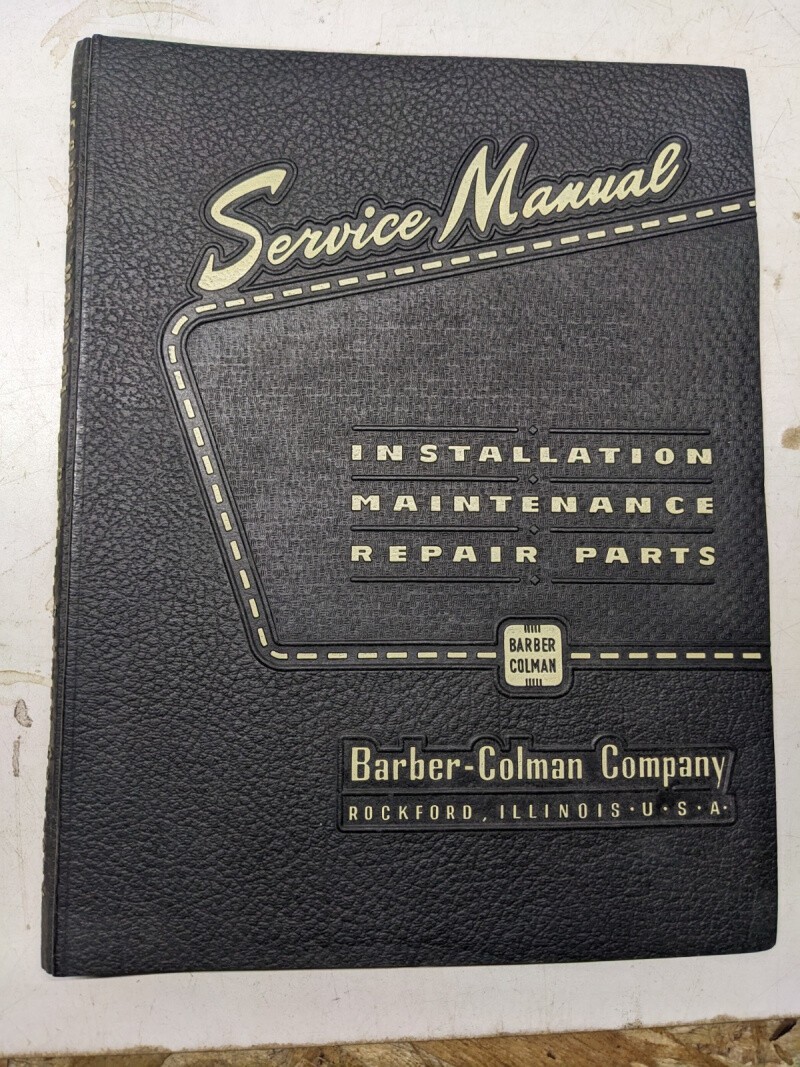 Service Manual
INSTALLATION
MAINTENANCE
REPAIR PARTS
BARBER
COLMAN
Barber-Colman Company
ROCKFORD, ILLINOIS·U·S·A·